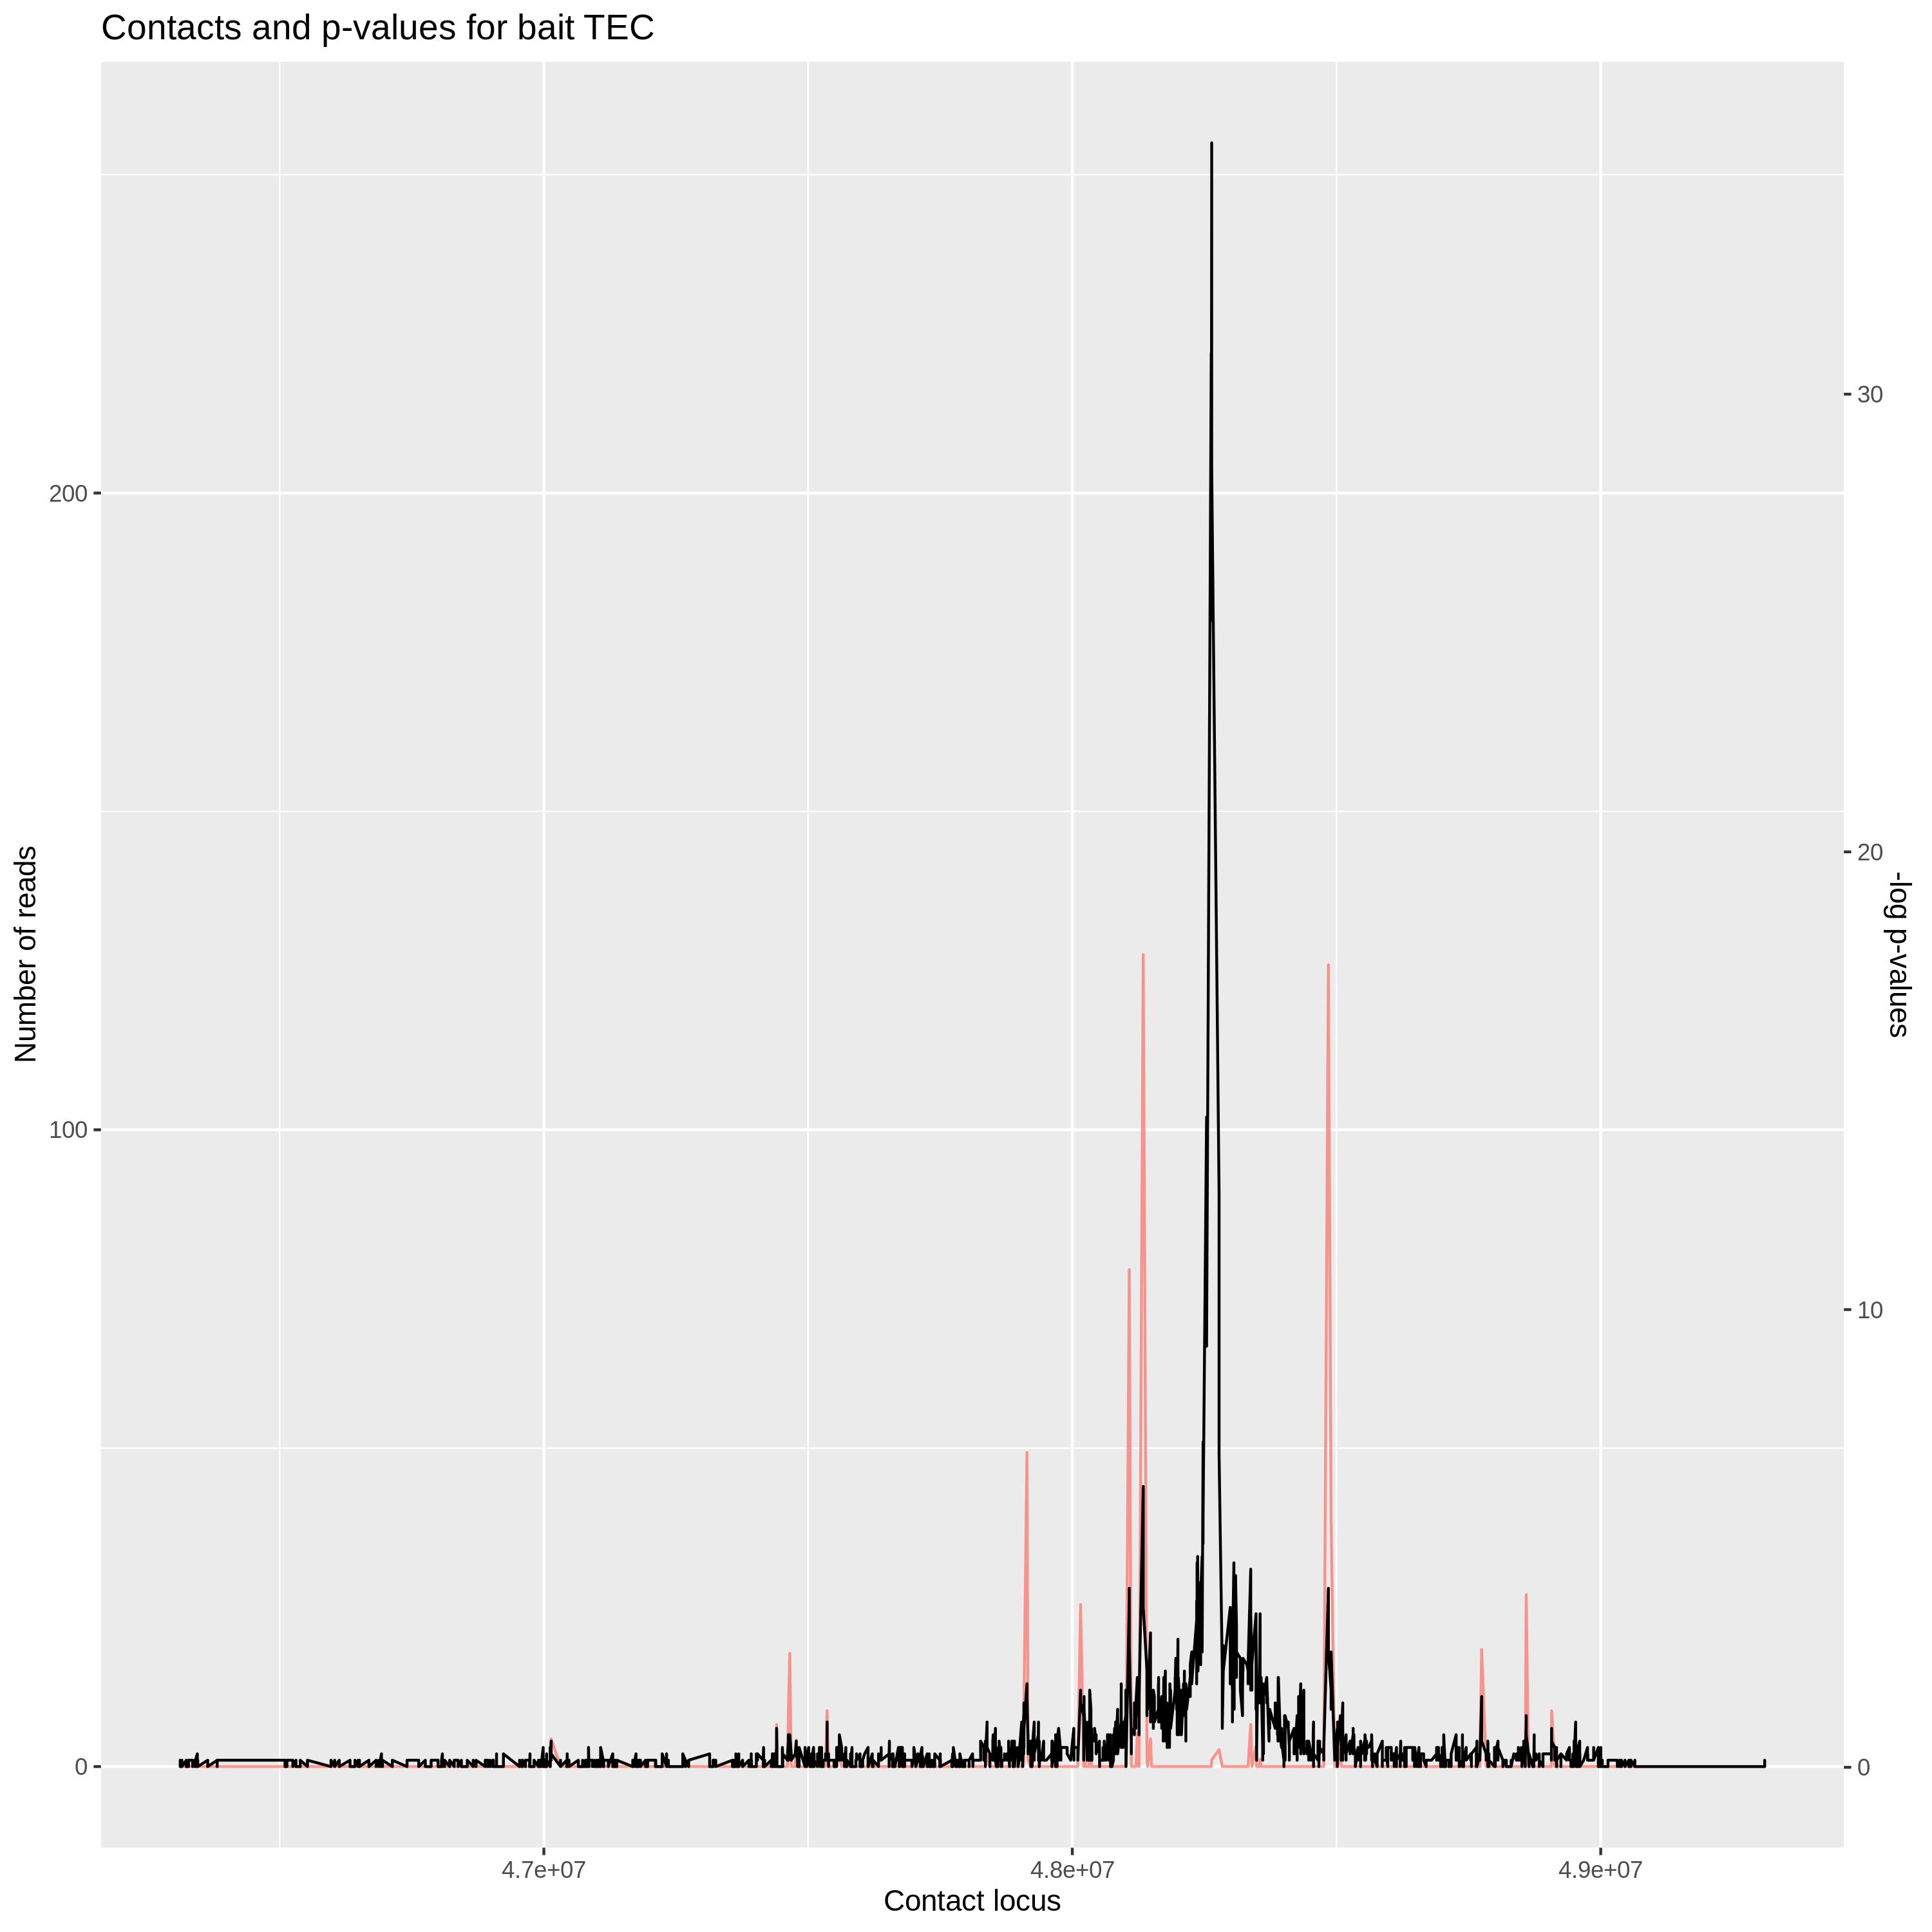 Contacts and p-values for bait TEC
Number of reads
200
100
0
30
20
10
0
-log p-values
4.7e+07
4.8e+07
4.9e+07
Contact locus